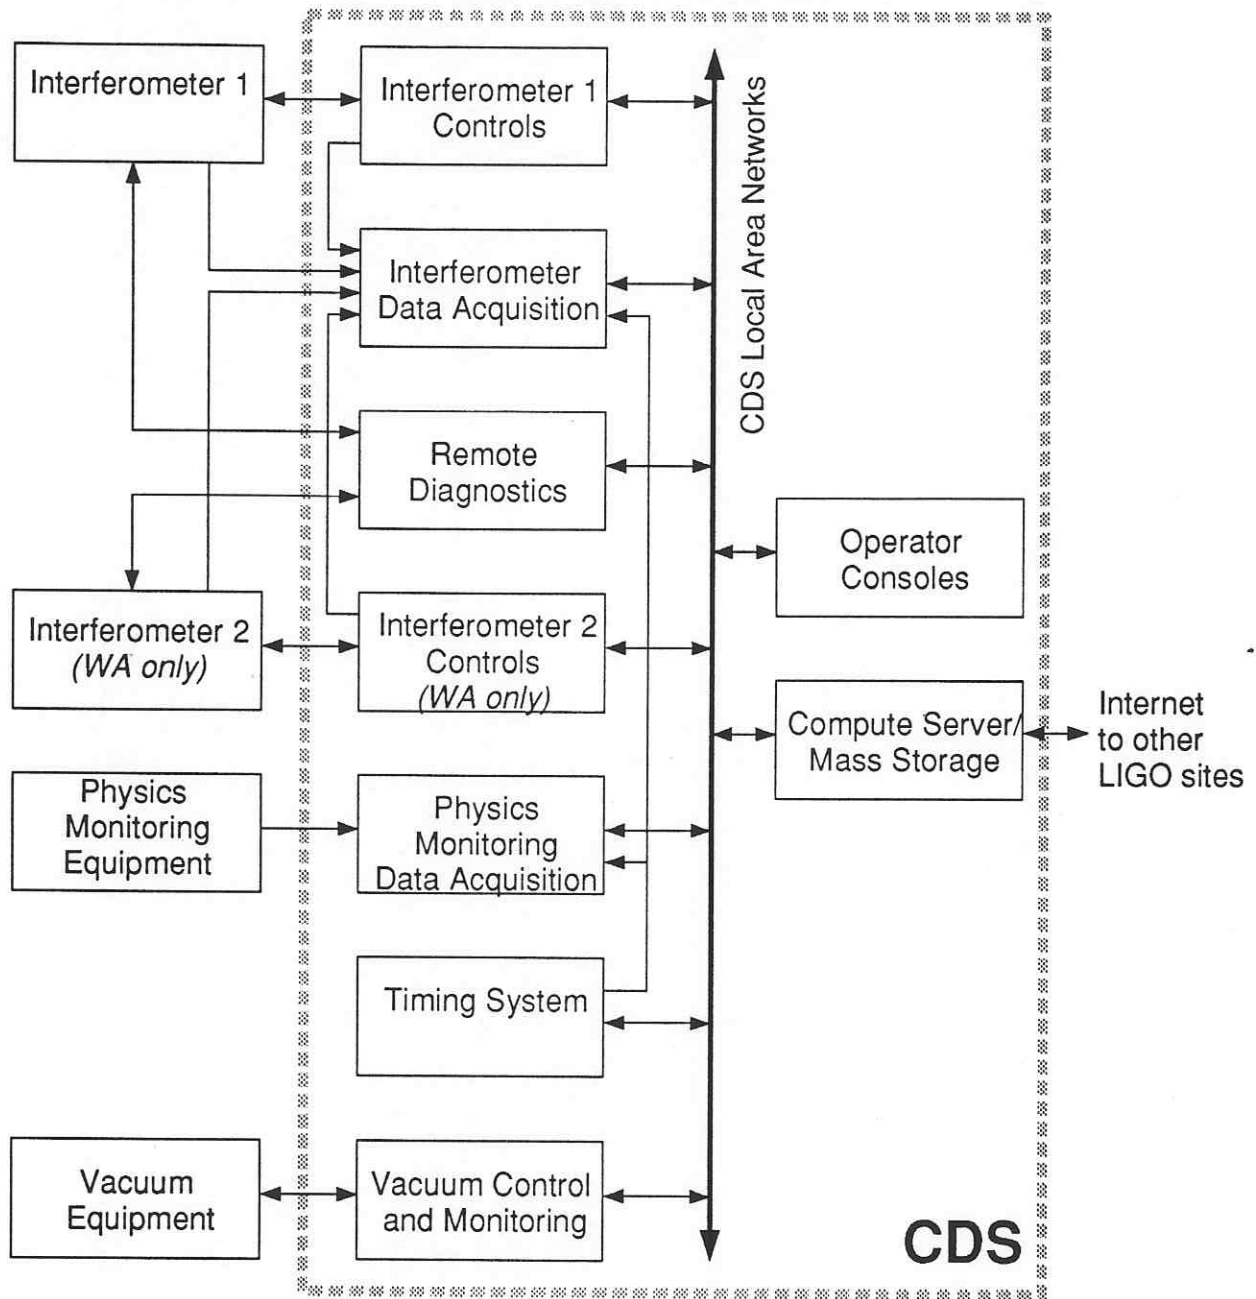 Interferometer 1
Interferometer 1
Controls
CDS Local Area Networks
Interferometer
Data Acquisition
Remote
Diagnostics
Operator
Consoles
Interferometer 2
(WA only)
Interferometer 2
Controls
(WA only)
Compute Server/
Mass Storage
Internet
to other
LIGO sites
Physics
Monitoring
Equipment
Physics
Monitoring
Data Acquisition
Timing System
Vacuum
Equipment
Vacuum Control
and Monitoring
CDS